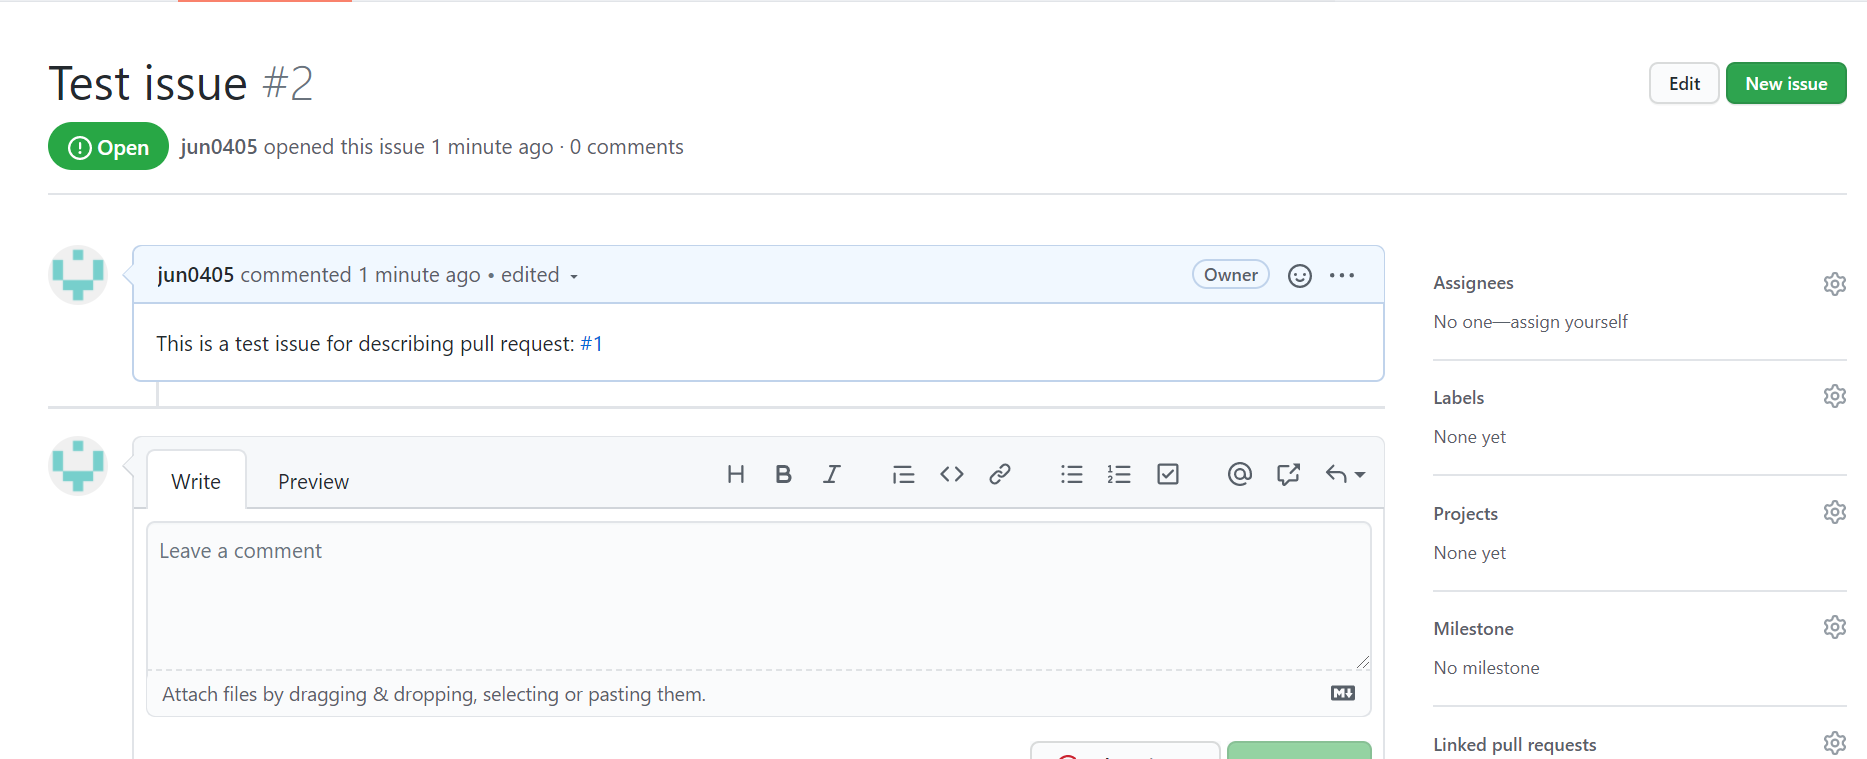 Test issue #2
Edit
New issue
Open
jun0405 opened this issue 1 minute ago · 0 comments
jun0405 commented 1 minute ago • edited
Owner
This is a test issue for describing pull request: #1
Assignees
No one—assign yourself
Labels
None yet
Projects
None yet
Milestone
No milestone
Linked pull requests
Write
Preview
Leave a comment
Attach files by dragging & dropping, selecting or pasting them.